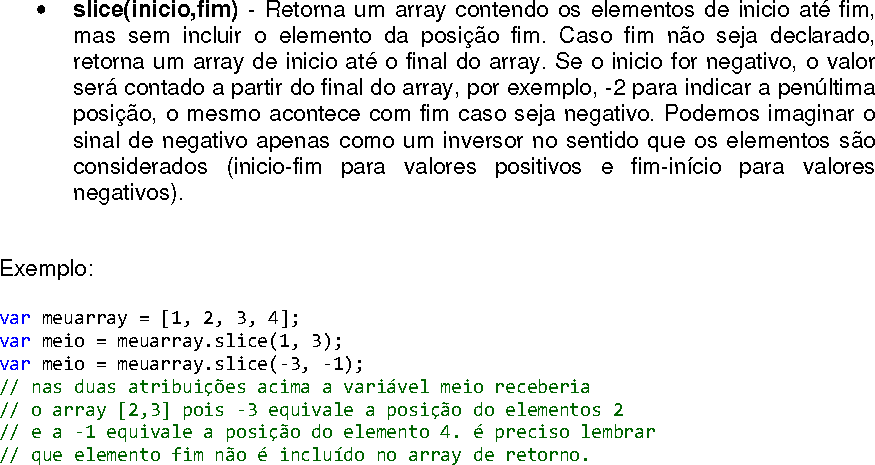 • slice(inicio,fim) - Retorna um array contendo os elementos de inicio até fim,
mas sem incluir o elemento da posição fim. Caso fim não seja declarado,
retorna um array de inicio até o final do array. Se o inicio for negativo, o valor
será contado a partir do final do array, por exemplo, -2 para indicar a penúltima
posição, o mesmo acontece com fim caso seja negativo. Podemos imaginar o
sinal de negativo apenas como um inversor no sentido que os elementos são
considerados (inicio-fim para valores positivos e fim-início para valores
negativos).
Exemplo:
var meuarray = [1, 2, 3, 4];
var meio = meuarray.slice(1, 3);
var meio = meuarray.slice(-3, -1);
// nas duas atribuições acima a variável meio receberia
// o array [2,3] pois -3 equivale a posição do elementos 2
// e a -1 equivale a posição do elemento 4. é preciso lembrar
// que elemento fim não é incluído no array de retorno.